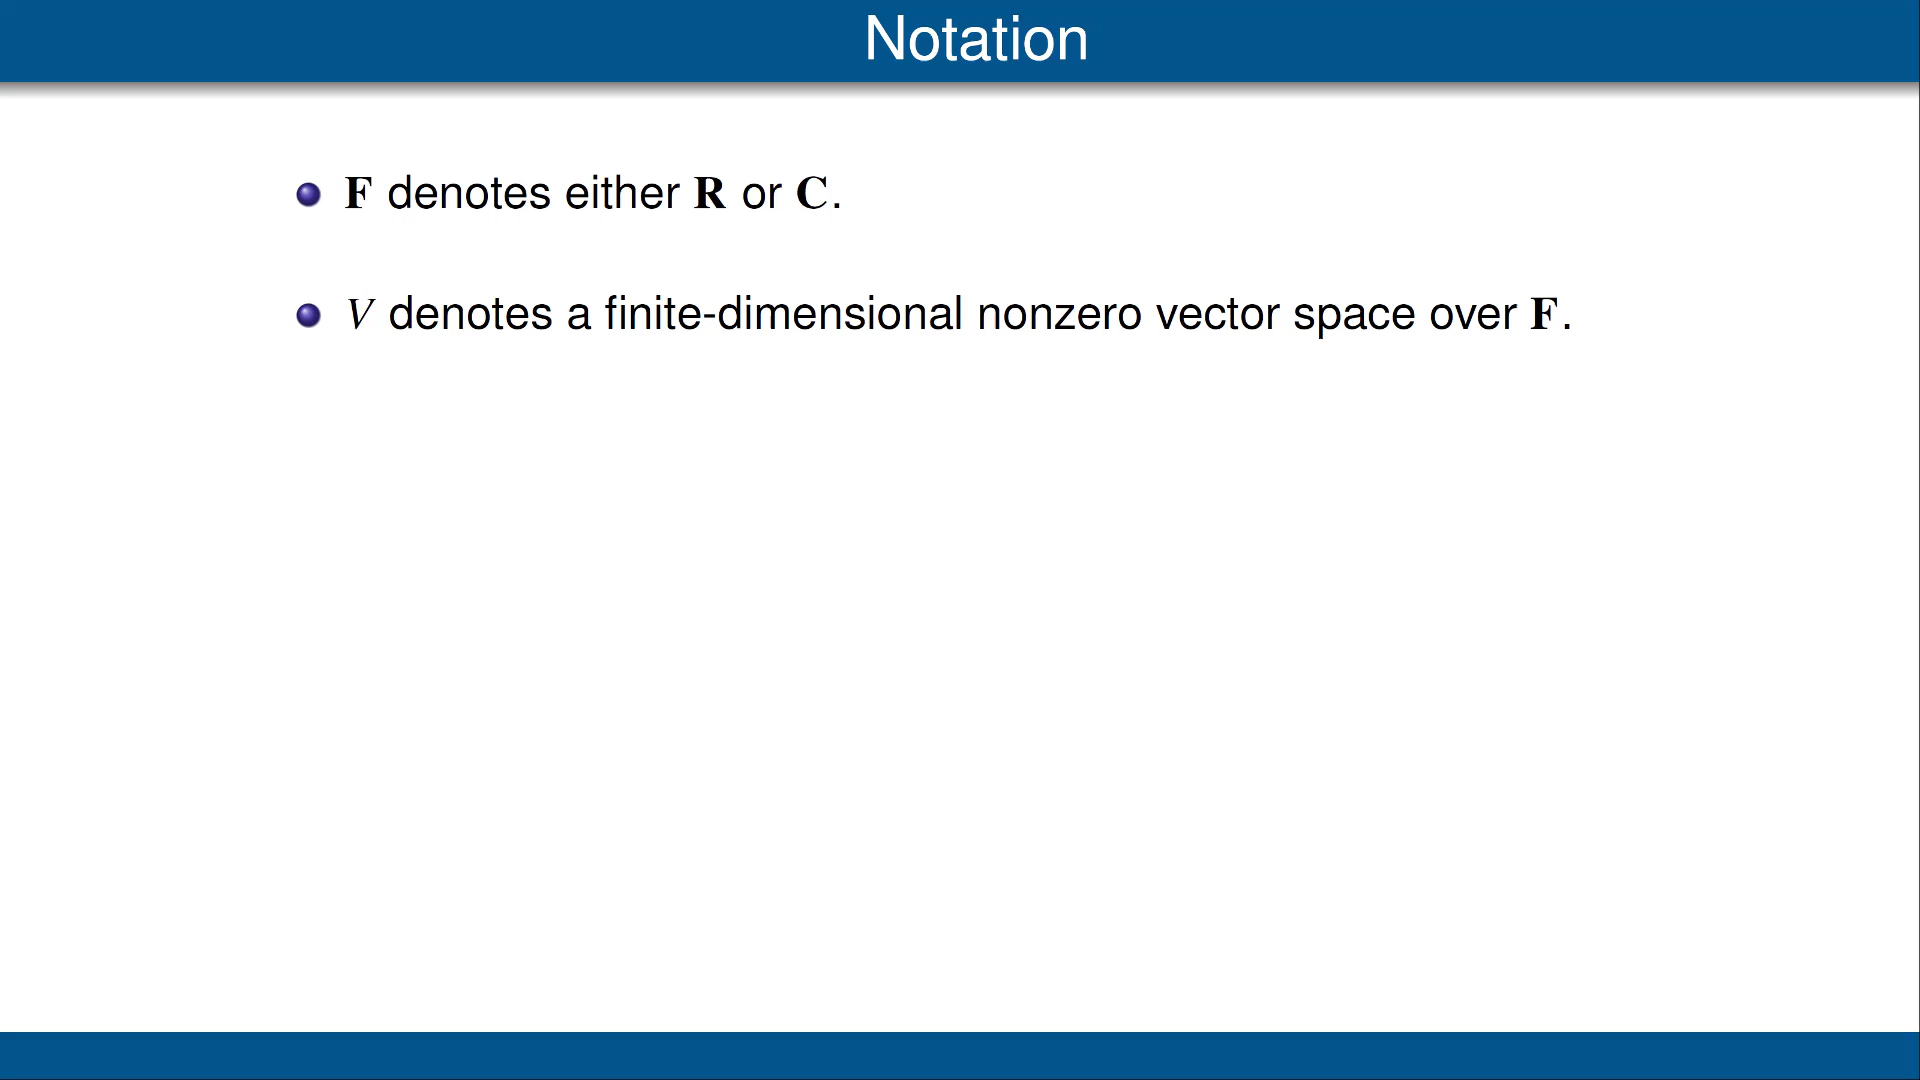 Notation
F denotes either R or C.
V denotes a finite-dimensional nonzero vector space over F.